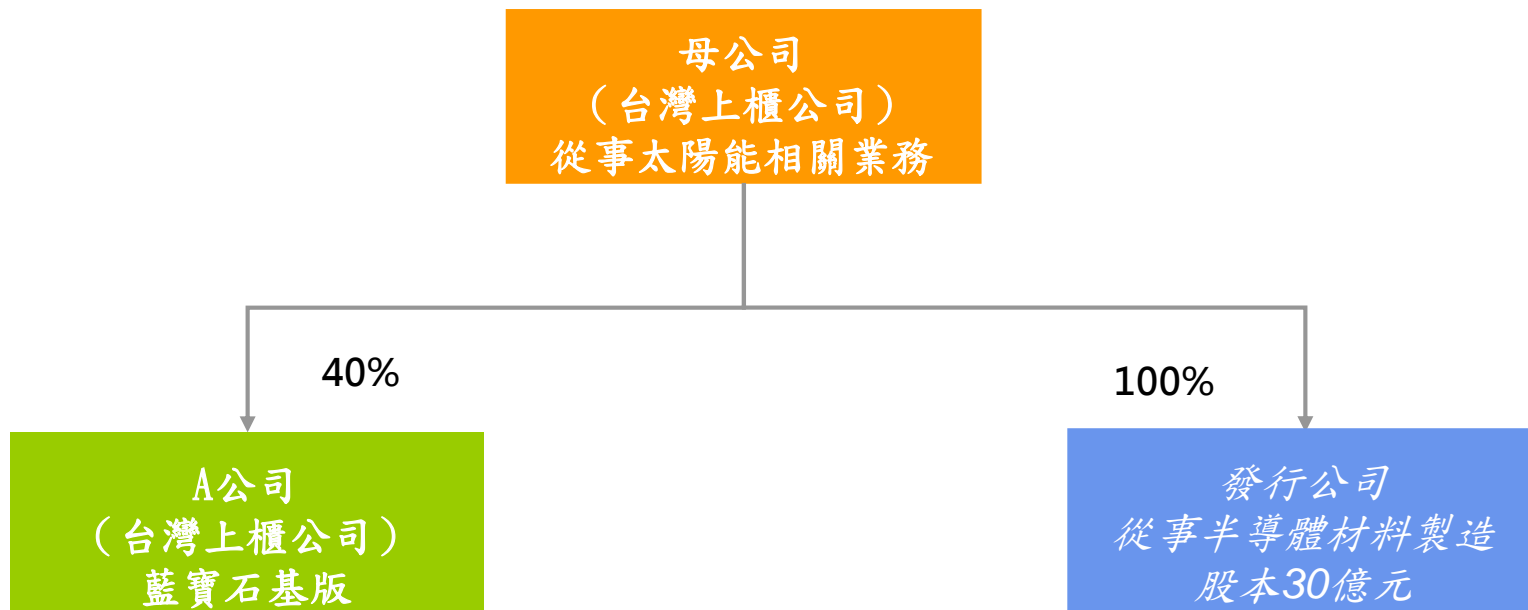 母公司
（台灣上櫃公司）
從事太陽能相關業務
40%
100%
A公司
（台灣上櫃公司）
藍寶石基版
發行公司
從事半導體材料製造
股本30億元